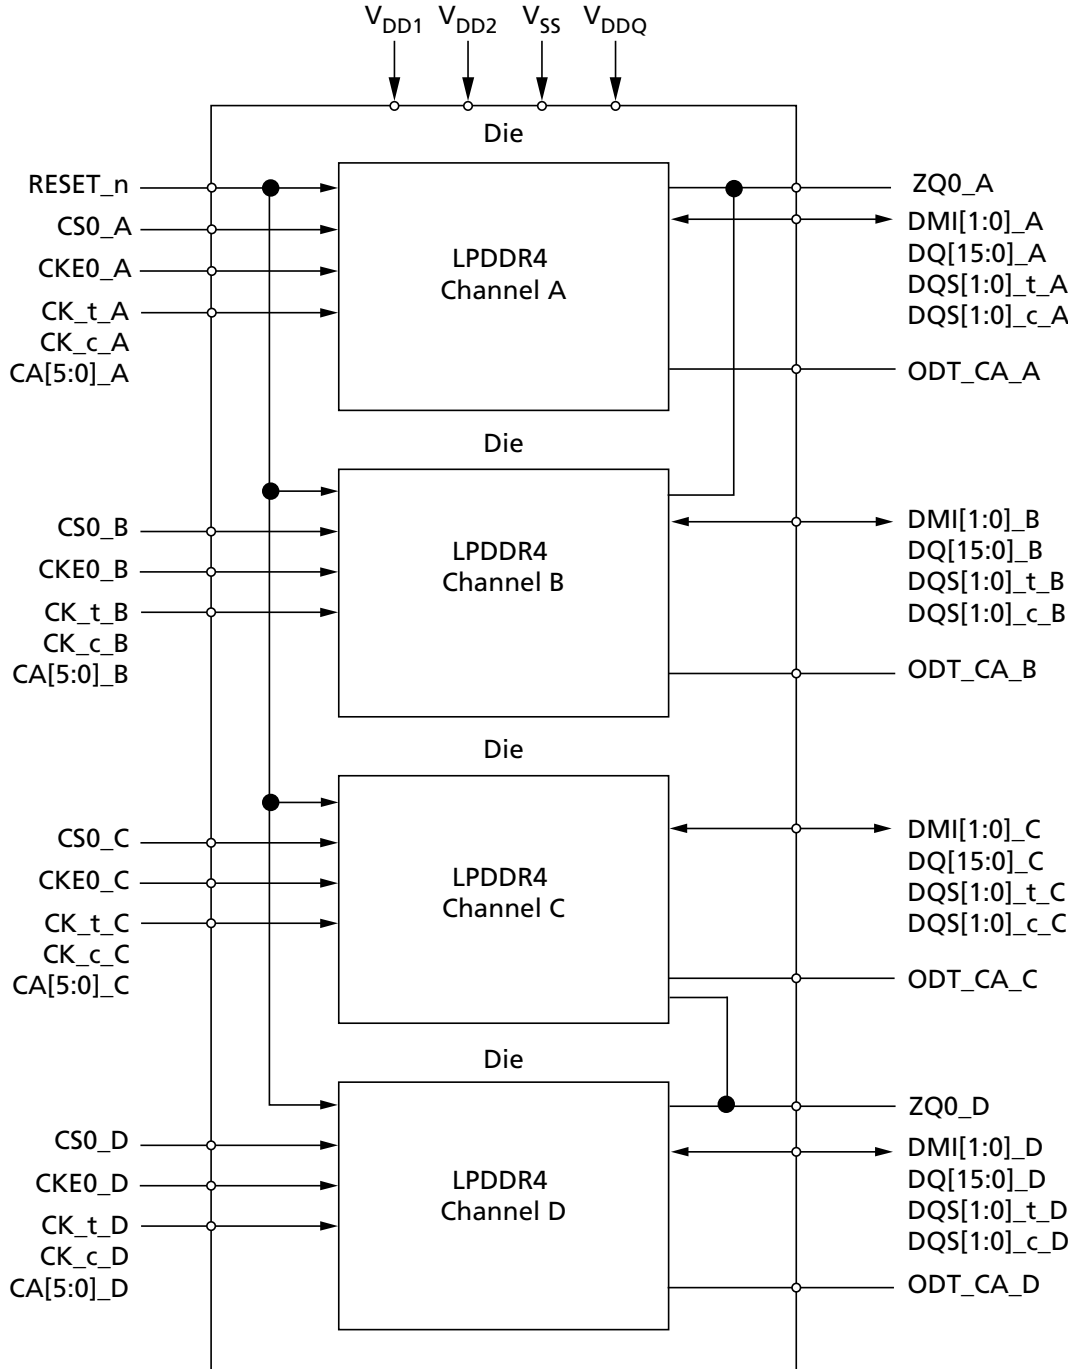 V_DD1 V_DD2 V_SS V_DDQ
Die
RESET_n
CS0_A
CKE0_A
CK_t_A
CK_c_A
CA[5:0]_A
LPDDR4
Channel A
ZQ0_A
DMI[1:0]_A
DQ[15:0]_A
DQS[1:0]_t_A
DQS[1:0]_c_A
ODT_CA_A
Die
CS0_B
CKE0_B
CK_t_B
CK_c_B
CA[5:0]_B
LPDDR4
Channel B
DMI[1:0]_B
DQ[15:0]_B
DQS[1:0]_t_B
DQS[1:0]_c_B
ODT_CA_B
Die
CS0_C
CKE0_C
CK_t_C
CK_c_C
CA[5:0]_C
LPDDR4
Channel C
DMI[1:0]_C
DQ[15:0]_C
DQS[1:0]_t_C
DQS[1:0]_c_C
ODT_CA_C
Die
CS0_D
CKE0_D
CK_t_D
CK_c_D
CA[5:0]_D
LPDDR4
Channel D
ZQ0_D
DMI[1:0]_D
DQ[15:0]_D
DQS[1:0]_t_D
DQS[1:0]_c_D
ODT_CA_D